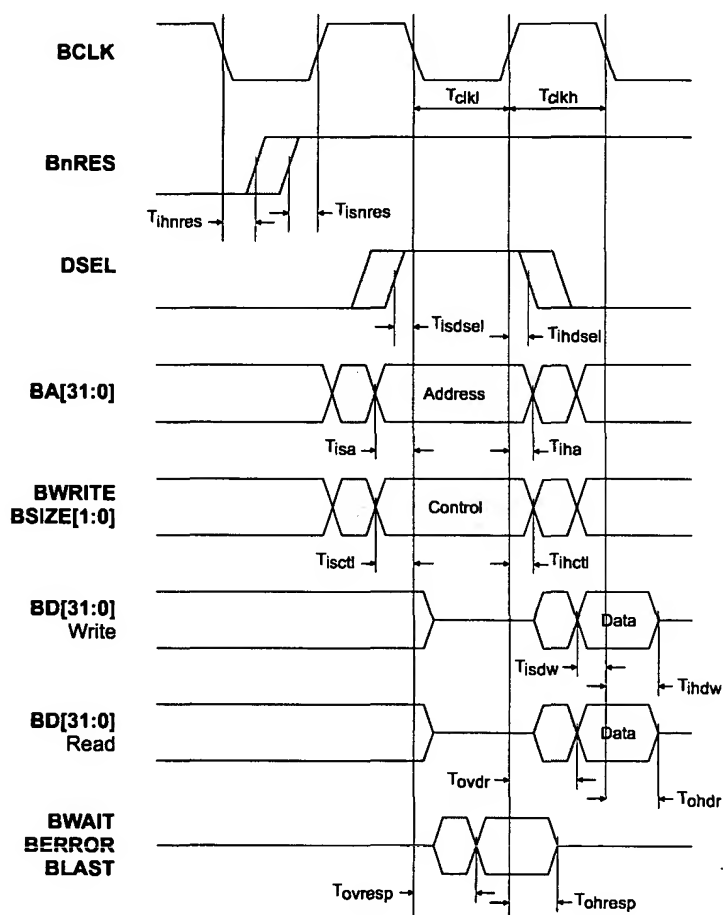 BCLK
Tclkl
Tclkh
BnRES
Tihnres
Tisnres
DSEL
Tisdsel
Tihdsel
BA[31:0]
Address
Tisa
Tiha
BWRITE
BSIZE[1:0]
Control
Tisctl
Tihctl
BD[31:0]
Write
Data
Tisdw
Tihdw
BD[31:0]
Read
Data
Tovdr
Tohdr
BWAIT
BERROR
BLAST
Tovresp
Tohresp